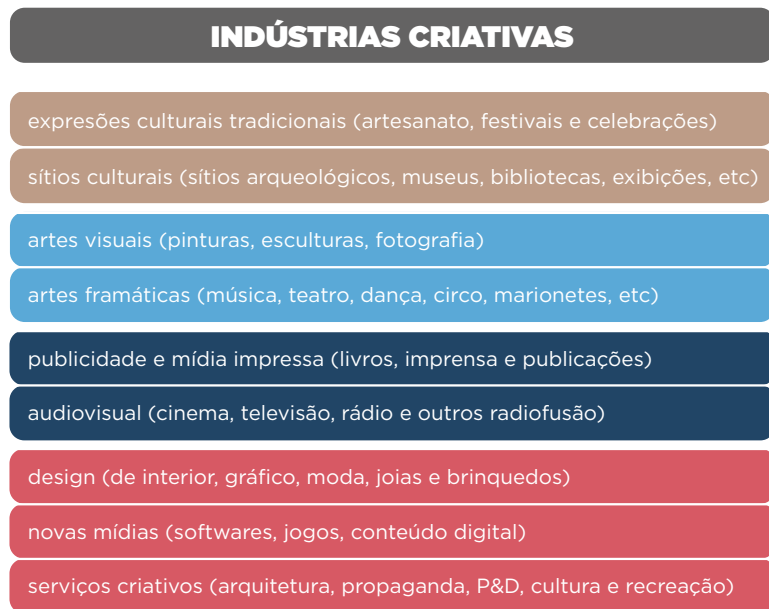 INDÚSTRIAS CRIATIVAS
expresões culturais tradicionais (artesanato, festivais e celebrações)
sítios culturais (sítios arqueológicos, museus, bibliotecas, exibições, etc)
artes visuais (pinturas, esculturas, fotografia)
artes framáticas (música, teatro, dança, circo, marionetes, etc)
publicidade e mídia impressa (livros, imprensa e publicações)
audiovisual (cinema, televisão, rádio e outros radiofusão)
design (de interior, gráfico, moda, joias e brinquedos)
novas mídias (softwares, jogos, conteúdo digital)
serviços criativos (arquitetura, propaganda, P&D, cultura e recreação)